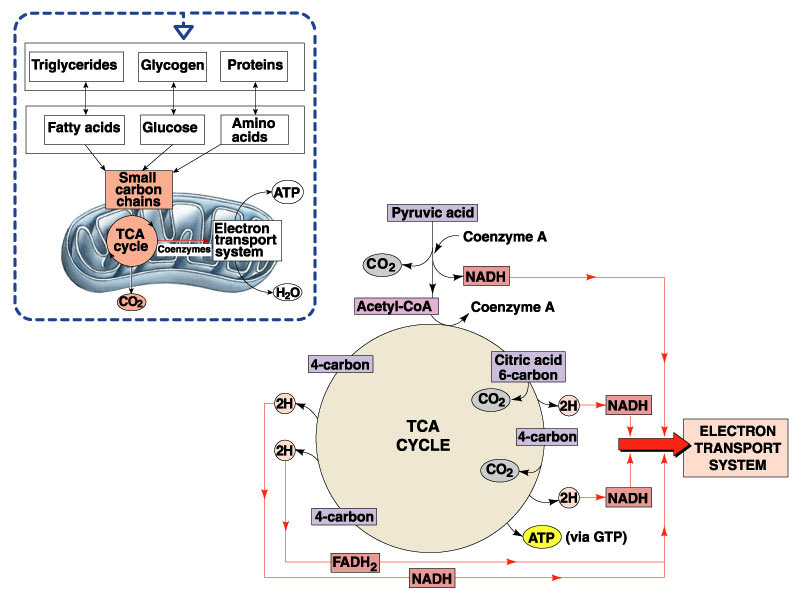 Triglycerides
Glycogen
Proteins
Fatty acids
Glucose
Amino
acids
Small
carbon
chains
ATP
TCA
cycle
Coenzymes
Electron
transport
system
CO2
H2O
Pyruvic acid
Coenzyme A
CO2
NADH
Acetyl-CoA
Coenzyme A
4-carbon
Citric acid
6-carbon
2H
CO2
2H
NADH
TCA
CYCLE
4-carbon
ELECTRON
TRANSPORT
SYSTEM
2H
CO2
2H
NADH
4-carbon
ATP (via GTP)
FADH2
NADH